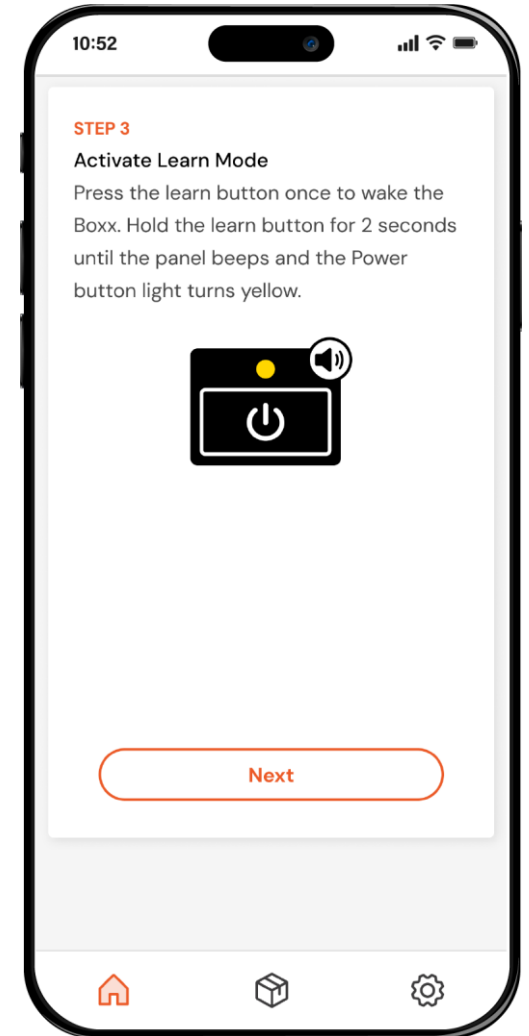 10:52
STEP 3
Activate Learn Mode
Press the learn button once to wake the
Boxx. Hold the learn button for 2 seconds
until the panel beeps and the Power
button light turns yellow.
Next